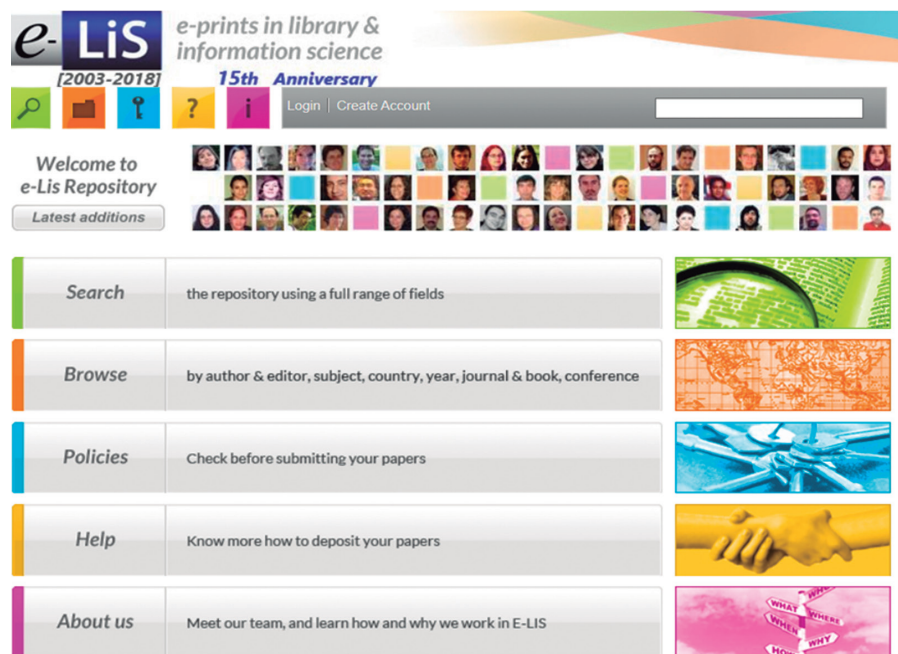 e-LiS
e-prints in library &
information science
[2003-2018]
15th Anniversary
?
i
Login | Create Account
Welcome to
e-Lis Repository
Latest additions
Search
the repository using a full range of fields
Browse
by author & editor, subject, country, year, journal & book, conference
Policies
Check before submitting your papers
Help
Know more how to deposit your papers
About us
Meet our team, and learn how and why we work in E-LIS
WHO
WHAT
WHERE
WHEN
WHY
HOW